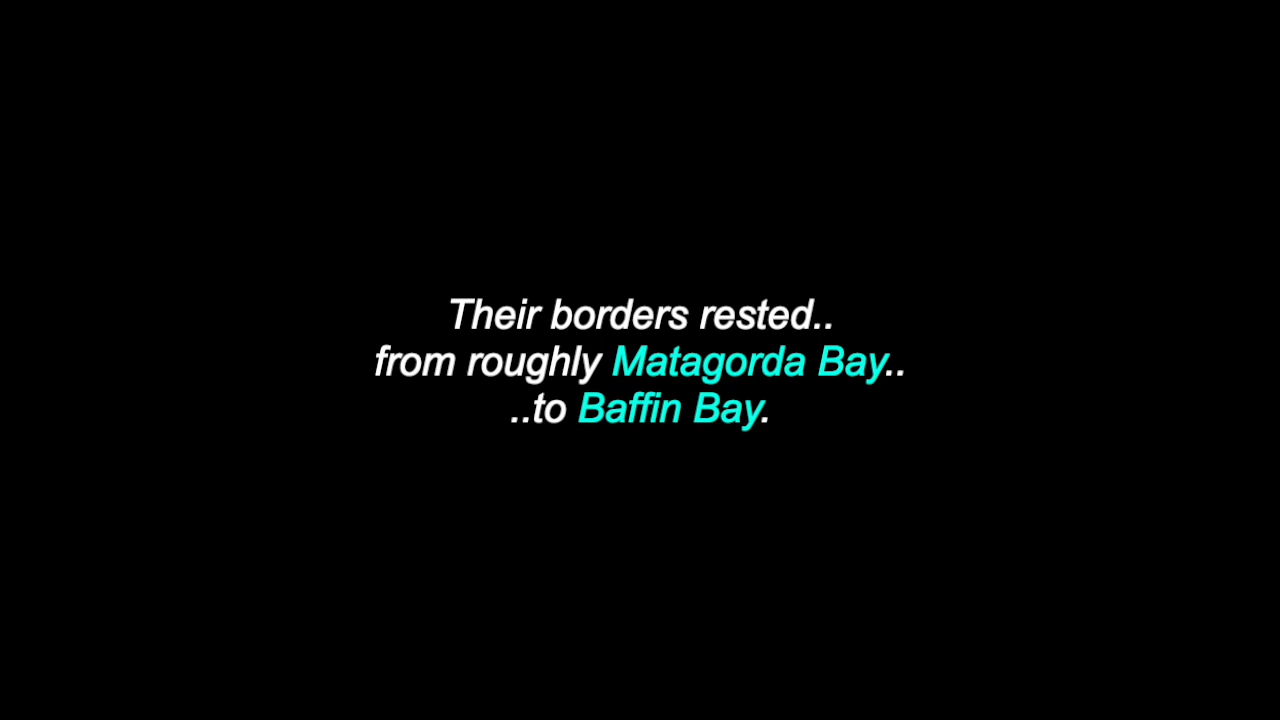 Their borders rested..
from roughly Matagorda Bay..
..to Baffin Bay.